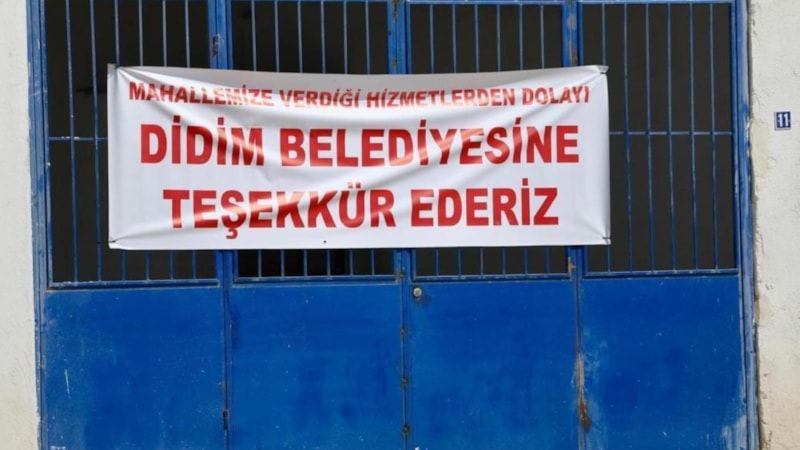 MAHALLEMİZE VERDİĞİ HİZMETLERDEN DOLAYI
DİDİM BELEDİYESİNE
TEŞEKKÜR EDERİZ
11